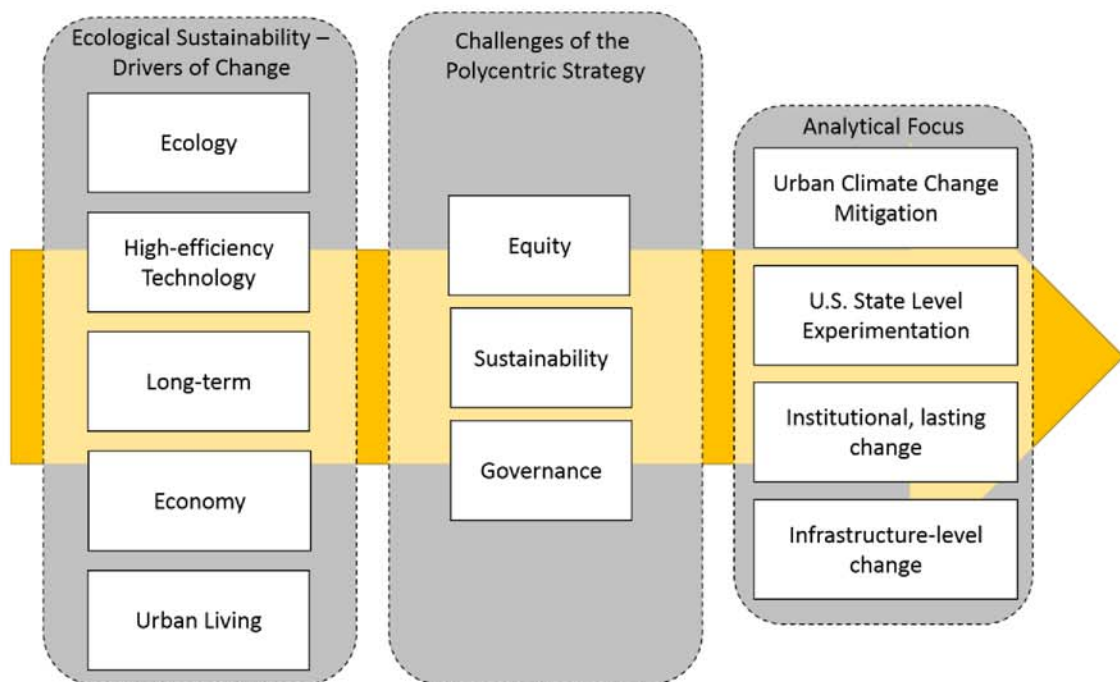 Ecological Sustainability –
Drivers of Change
Ecology
High-efficiency
Technology
Long-term
Economy
Urban Living
Challenges of the
Polycentric Strategy
Equity
Sustainability
Governance
Analytical Focus
Urban Climate Change
Mitigation
U.S. State Level
Experimentation
Institutional, lasting
change
Infrastructure-level
change